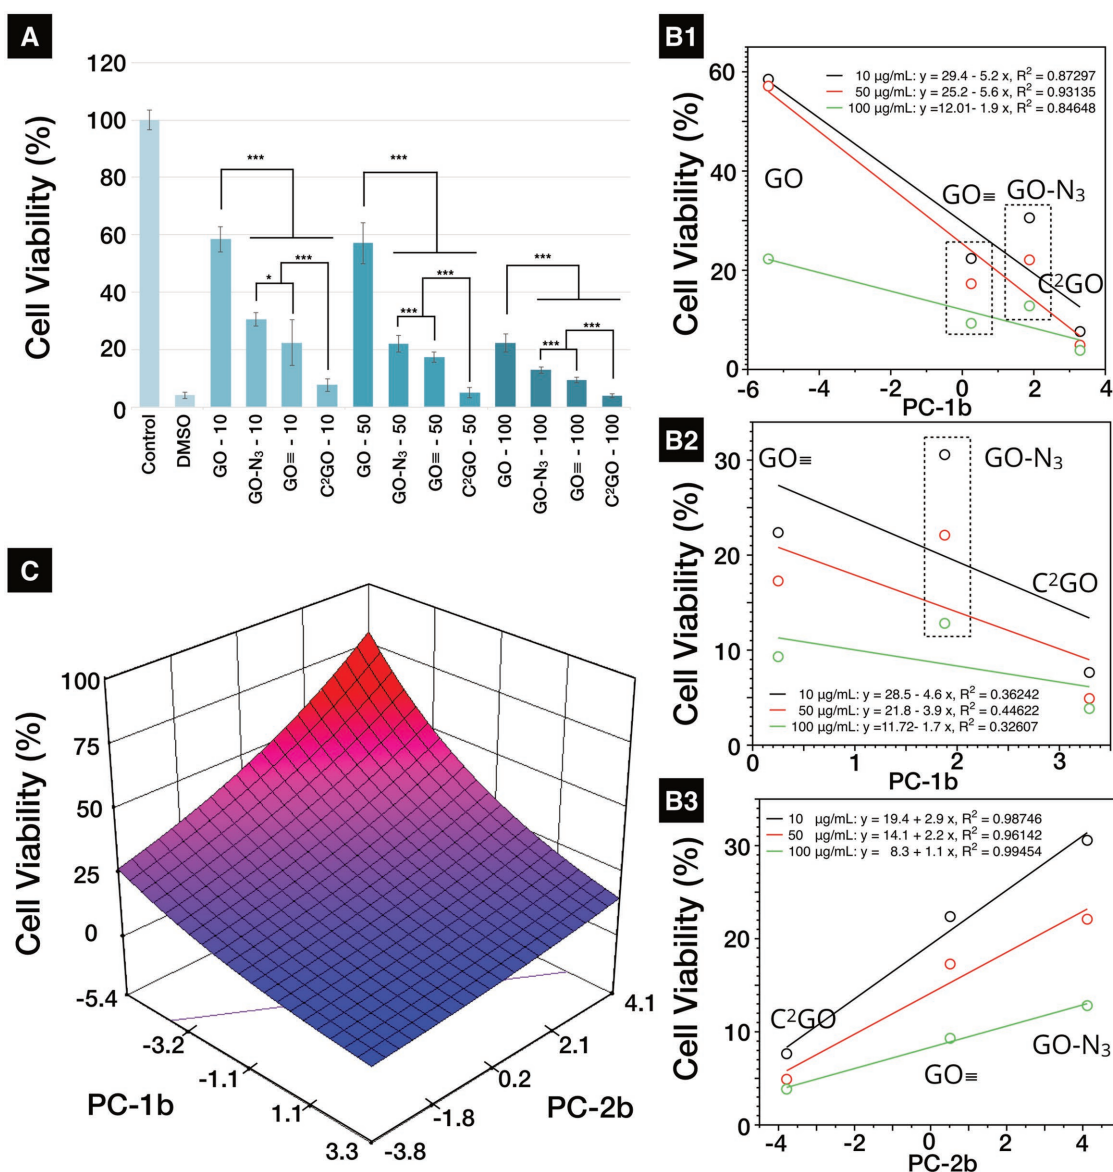 A
Cell Viability (%)
120
100
80
60
40
20
0
***
***
***
* ***
*** ***
*** ***
Control
DMSO
GO - 10
GO-N₃ - 10
GO≡ - 10
C²GO - 10
GO - 50
GO-N₃ - 50
GO≡ - 50
C²GO - 50
GO - 100
GO-N₃ - 100
GO≡ - 100
C²GO - 100
B1
Cell Viability (%)
60
40
20
0
10 µg/mL: y = 29.4 - 5.2 x, R² = 0.87297
50 µg/mL: y = 25.2 - 5.6 x, R² = 0.93135
100 µg/mL: y =12.01- 1.9 x, R² = 0.84648
GO
GO≡
GO-N₃
C²GO
-6 -4 -2 0 2 4
PC-1b
B2
Cell Viability (%)
30
20
10
0
GO≡
GO-N₃
C²GO
10 µg/mL: y = 28.5 - 4.6 x, R² = 0.36242
50 µg/mL: y = 21.8 - 3.9 x, R² = 0.44622
100 µg/mL: y =11.72- 1.7 x, R² = 0.32607
0 1 2 3
PC-1b
B3
Cell Viability (%)
30
20
10
0
10 µg/mL: y = 19.4 + 2.9 x, R² = 0.98746
50 µg/mL: y = 14.1 + 2.2 x, R² = 0.96142
100 µg/mL: y = 8.3 + 1.1 x, R² = 0.99454
C²GO
GO≡
GO-N₃
-4 -2 0 2 4
PC-2b
C
Cell Viability (%)
100
75
50
25
0
-5.4
-3.2
-1.1
1.1
3.3
PC-1b
-3.8
-1.8
0.2
2.1
4.1
PC-2b